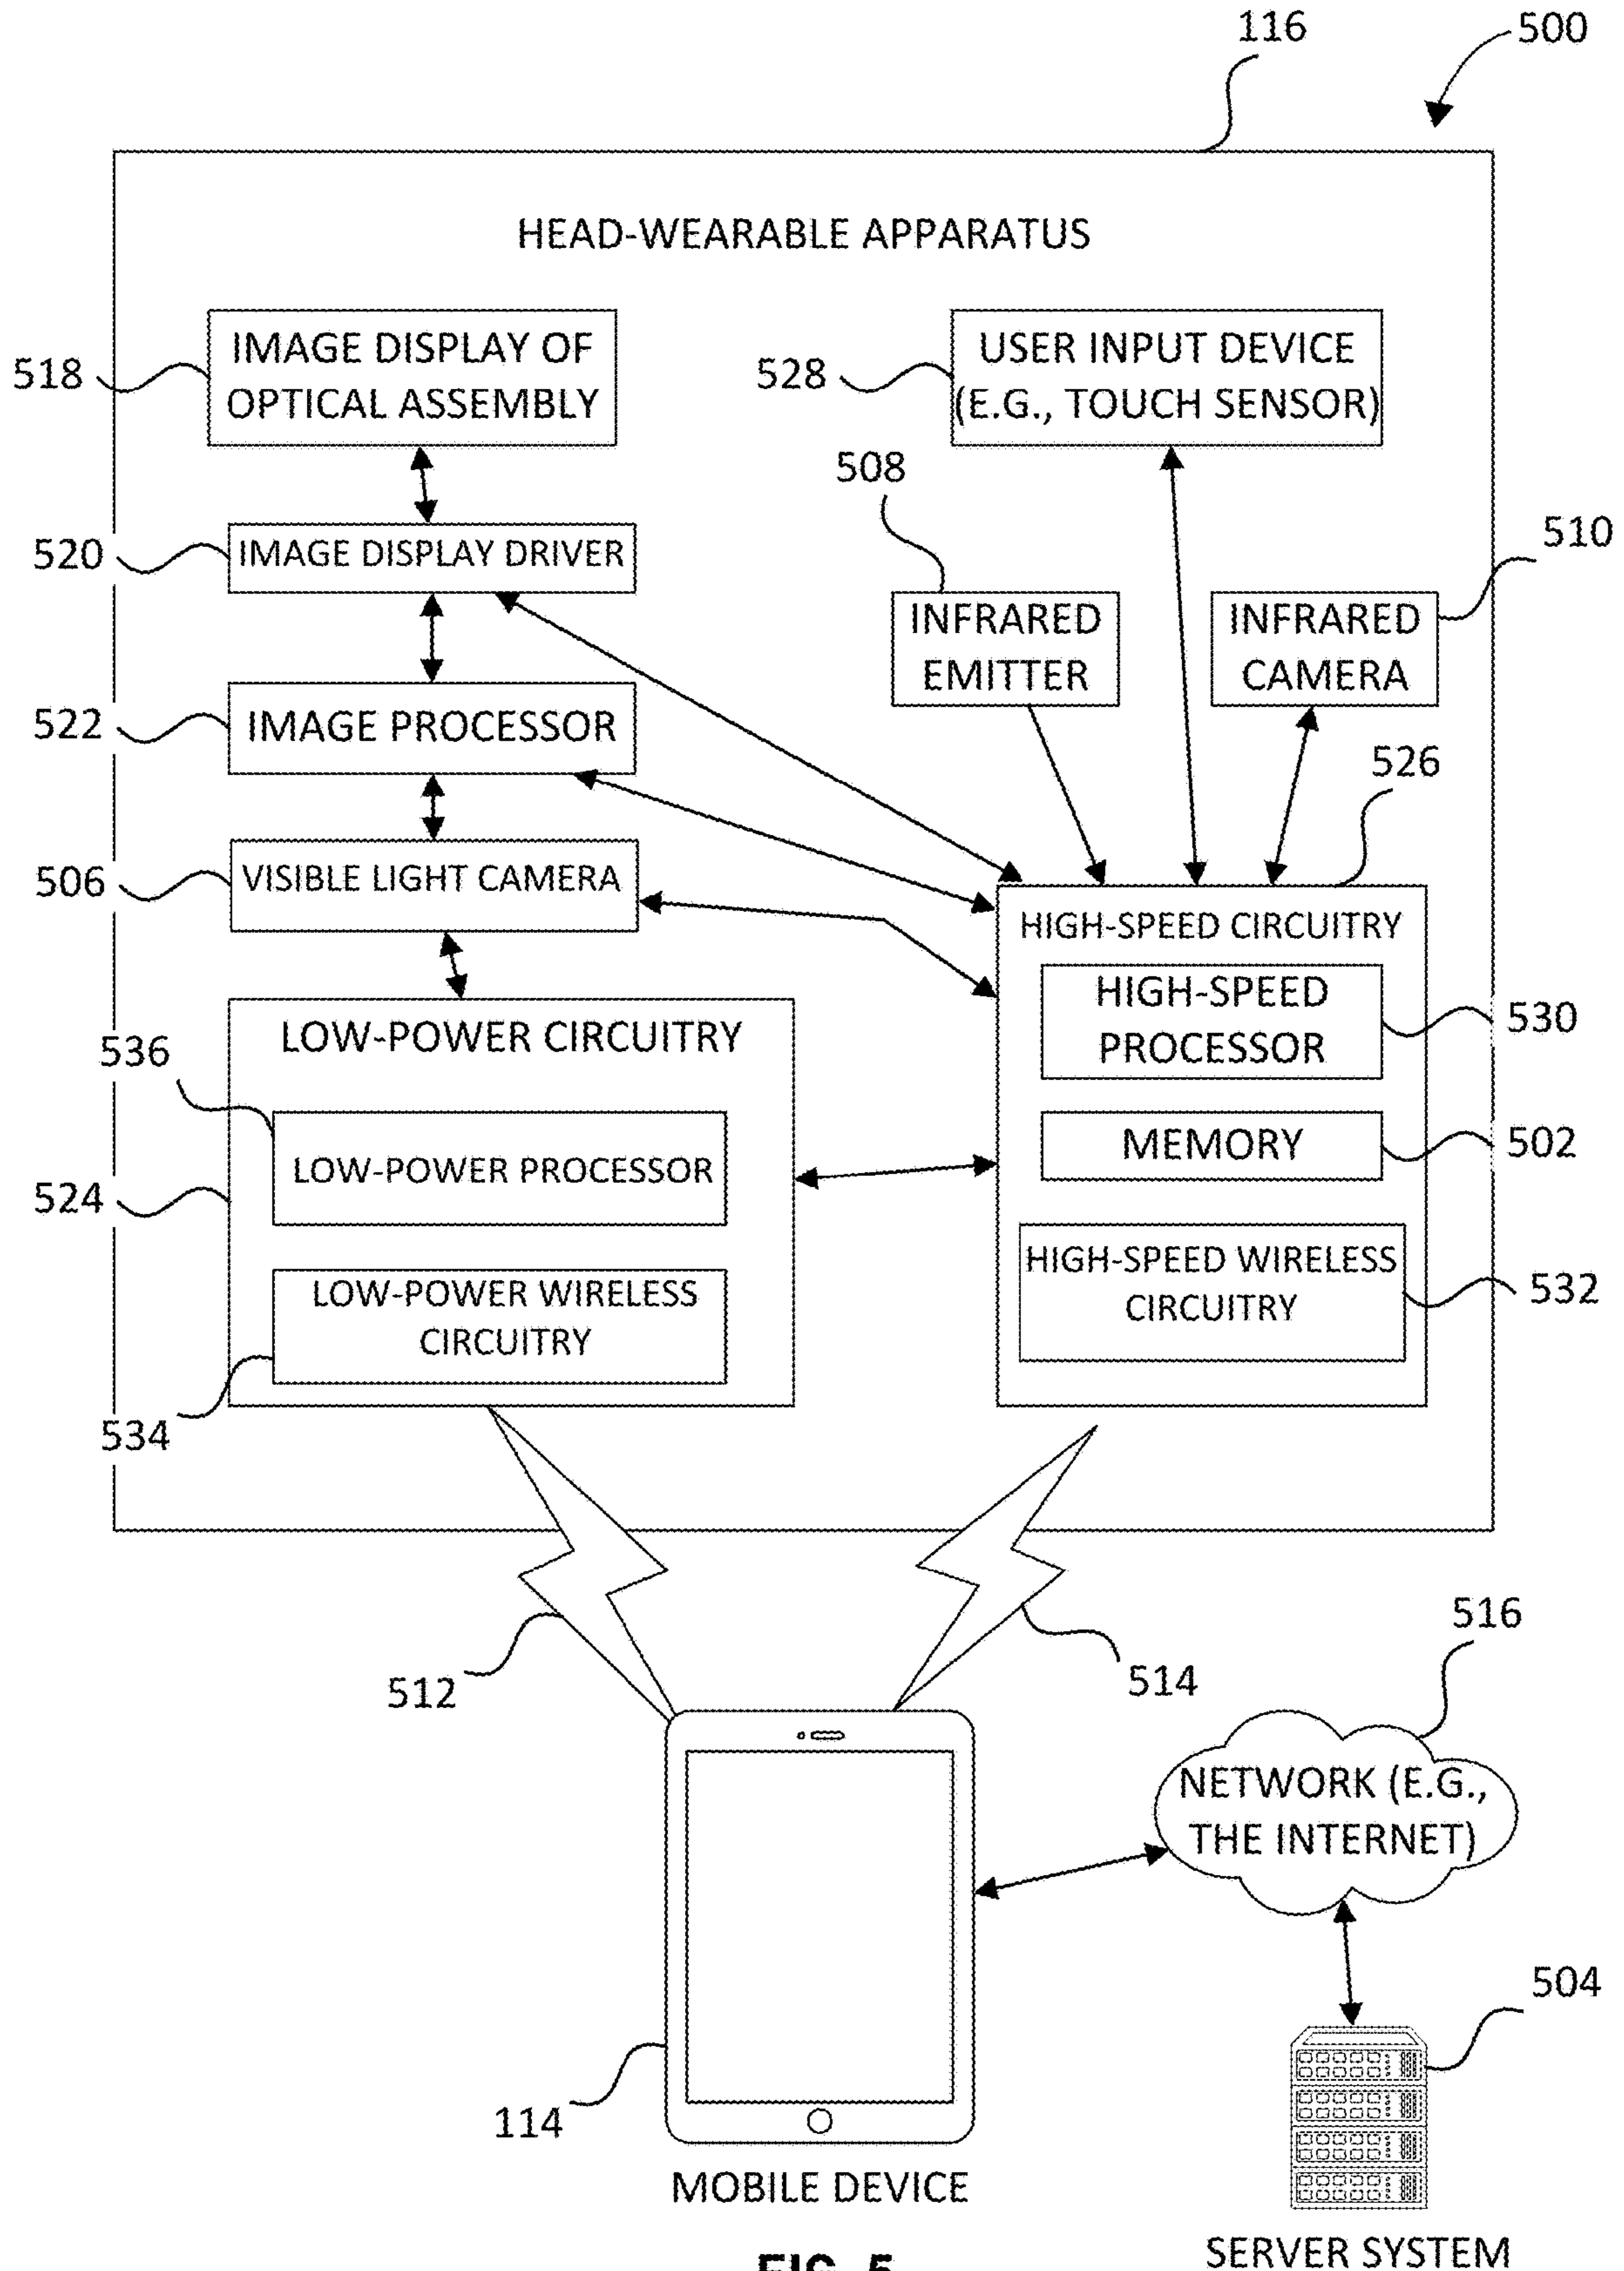 116
500
HEAD-WEARABLE APPARATUS
IMAGE DISPLAY OF
OPTICAL ASSEMBLY
518
USER INPUT DEVICE
(E.G., TOUCH SENSOR)
528
508
510
520
IMAGE DISPLAY DRIVER
INFRARED
EMITTER
INFRARED
CAMERA
522
IMAGE PROCESSOR
526
506
VISIBLE LIGHT CAMERA
HIGH-SPEED CIRCUITRY
HIGH-SPEED
PROCESSOR
530
LOW-POWER CIRCUITRY
536
MEMORY
502
LOW-POWER PROCESSOR
524
HIGH-SPEED WIRELESS
CIRCUITRY
532
LOW-POWER WIRELESS
CIRCUITRY
534
512
514
516
NETWORK (E.G.,
THE INTERNET)
504
114
MOBILE DEVICE
SERVER SYSTEM
FIG. 5